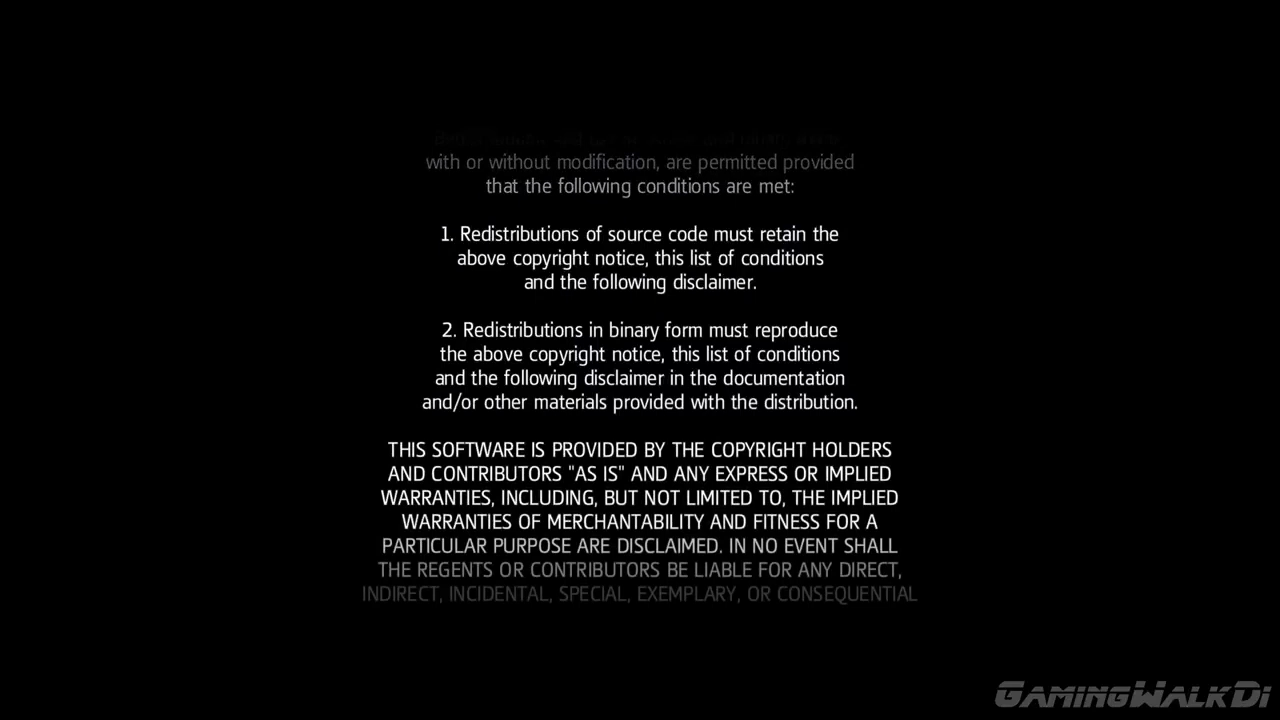 with or without modification, are permitted provided
that the following conditions are met:
1. Redistributions of source code must retain the
above copyright notice, this list of conditions
and the following disclaimer.
2. Redistributions in binary form must reproduce
the above copyright notice, this list of conditions
and the following disclaimer in the documentation
and/or other materials provided with the distribution.
THIS SOFTWARE IS PROVIDED BY THE COPYRIGHT HOLDERS
AND CONTRIBUTORS "AS IS" AND ANY EXPRESS OR IMPLIED
WARRANTIES, INCLUDING, BUT NOT LIMITED TO, THE IMPLIED
WARRANTIES OF MERCHANTABILITY AND FITNESS FOR A
PARTICULAR PURPOSE ARE DISCLAIMED. IN NO EVENT SHALL
THE REGENTS OR CONTRIBUTORS BE LIABLE FOR ANY DIRECT,
INDIRECT, INCIDENTAL, SPECIAL, EXEMPLARY, OR CONSEQUENTIAL
GAMINGWALKDI